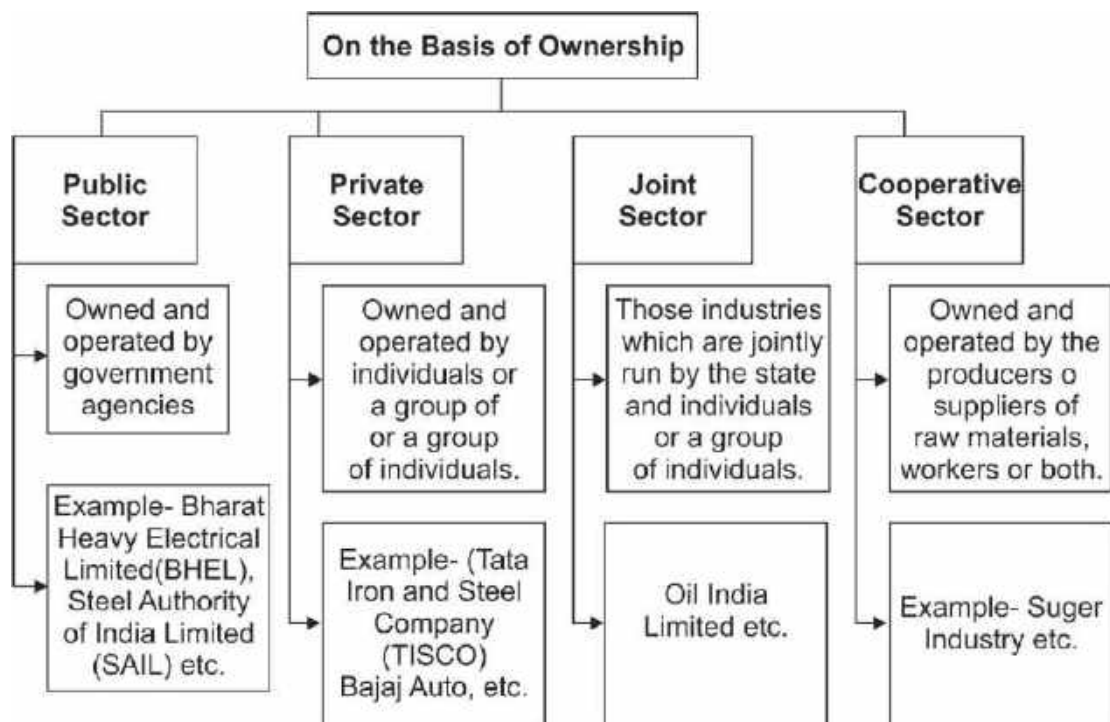 On the Basis of Ownership
Public
Sector
Private
Sector
Joint
Sector
Cooperative
Sector
Owned and
operated by
government
agencies
Owned and
operated by
individuals or
a group of
or a group
of individuals.
Those industries
which are jointly
run by the state
and individuals
or a group
of individuals.
Owned and
operated by the
producers o
suppliers of
raw materials,
workers or both.
Example- Bharat
Heavy Electrical
Limited(BHEL),
Steel Authority
of India Limited
(SAIL) etc.
Example- (Tata
Iron and Steel
Company
(TISCO)
Bajaj Auto, etc.
Oil India
Limited etc.
Example- Suger
Industry etc.